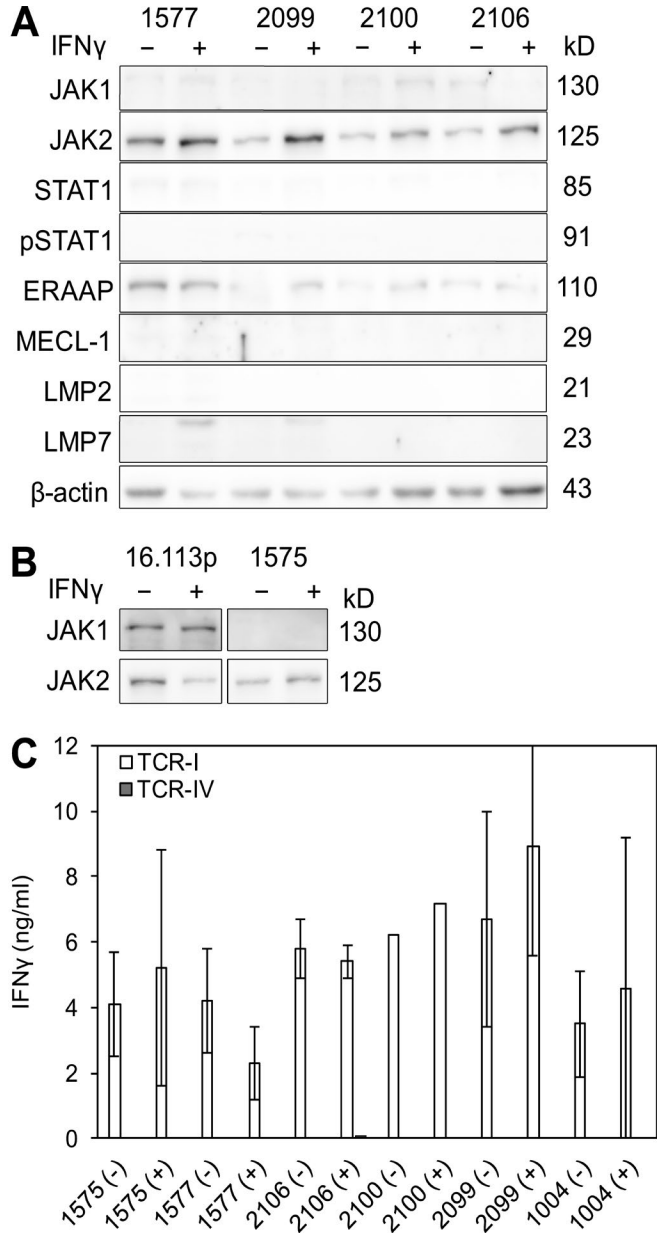 A 1577 2099 2100 2106
IFNγ – + – + – + – + kD
JAK1 130
JAK2 125
STAT1 85
pSTAT1 91
ERAAP 110
MECL-1 29
LMP2 21
LMP7 23
β-actin 43
B 16.113p 1575
IFNγ – + – + kD
JAK1 130
JAK2 125
C
TCR-I
TCR-IV
IFNγ (ng/ml)
12
10
8
6
4
2
0
1575 (-) 1575 (+) 1577 (-) 1577 (+) 2106 (-) 2106 (+) 2100 (-) 2100 (+) 2099 (-) 2099 (+) 1004 (-) 1004 (+)